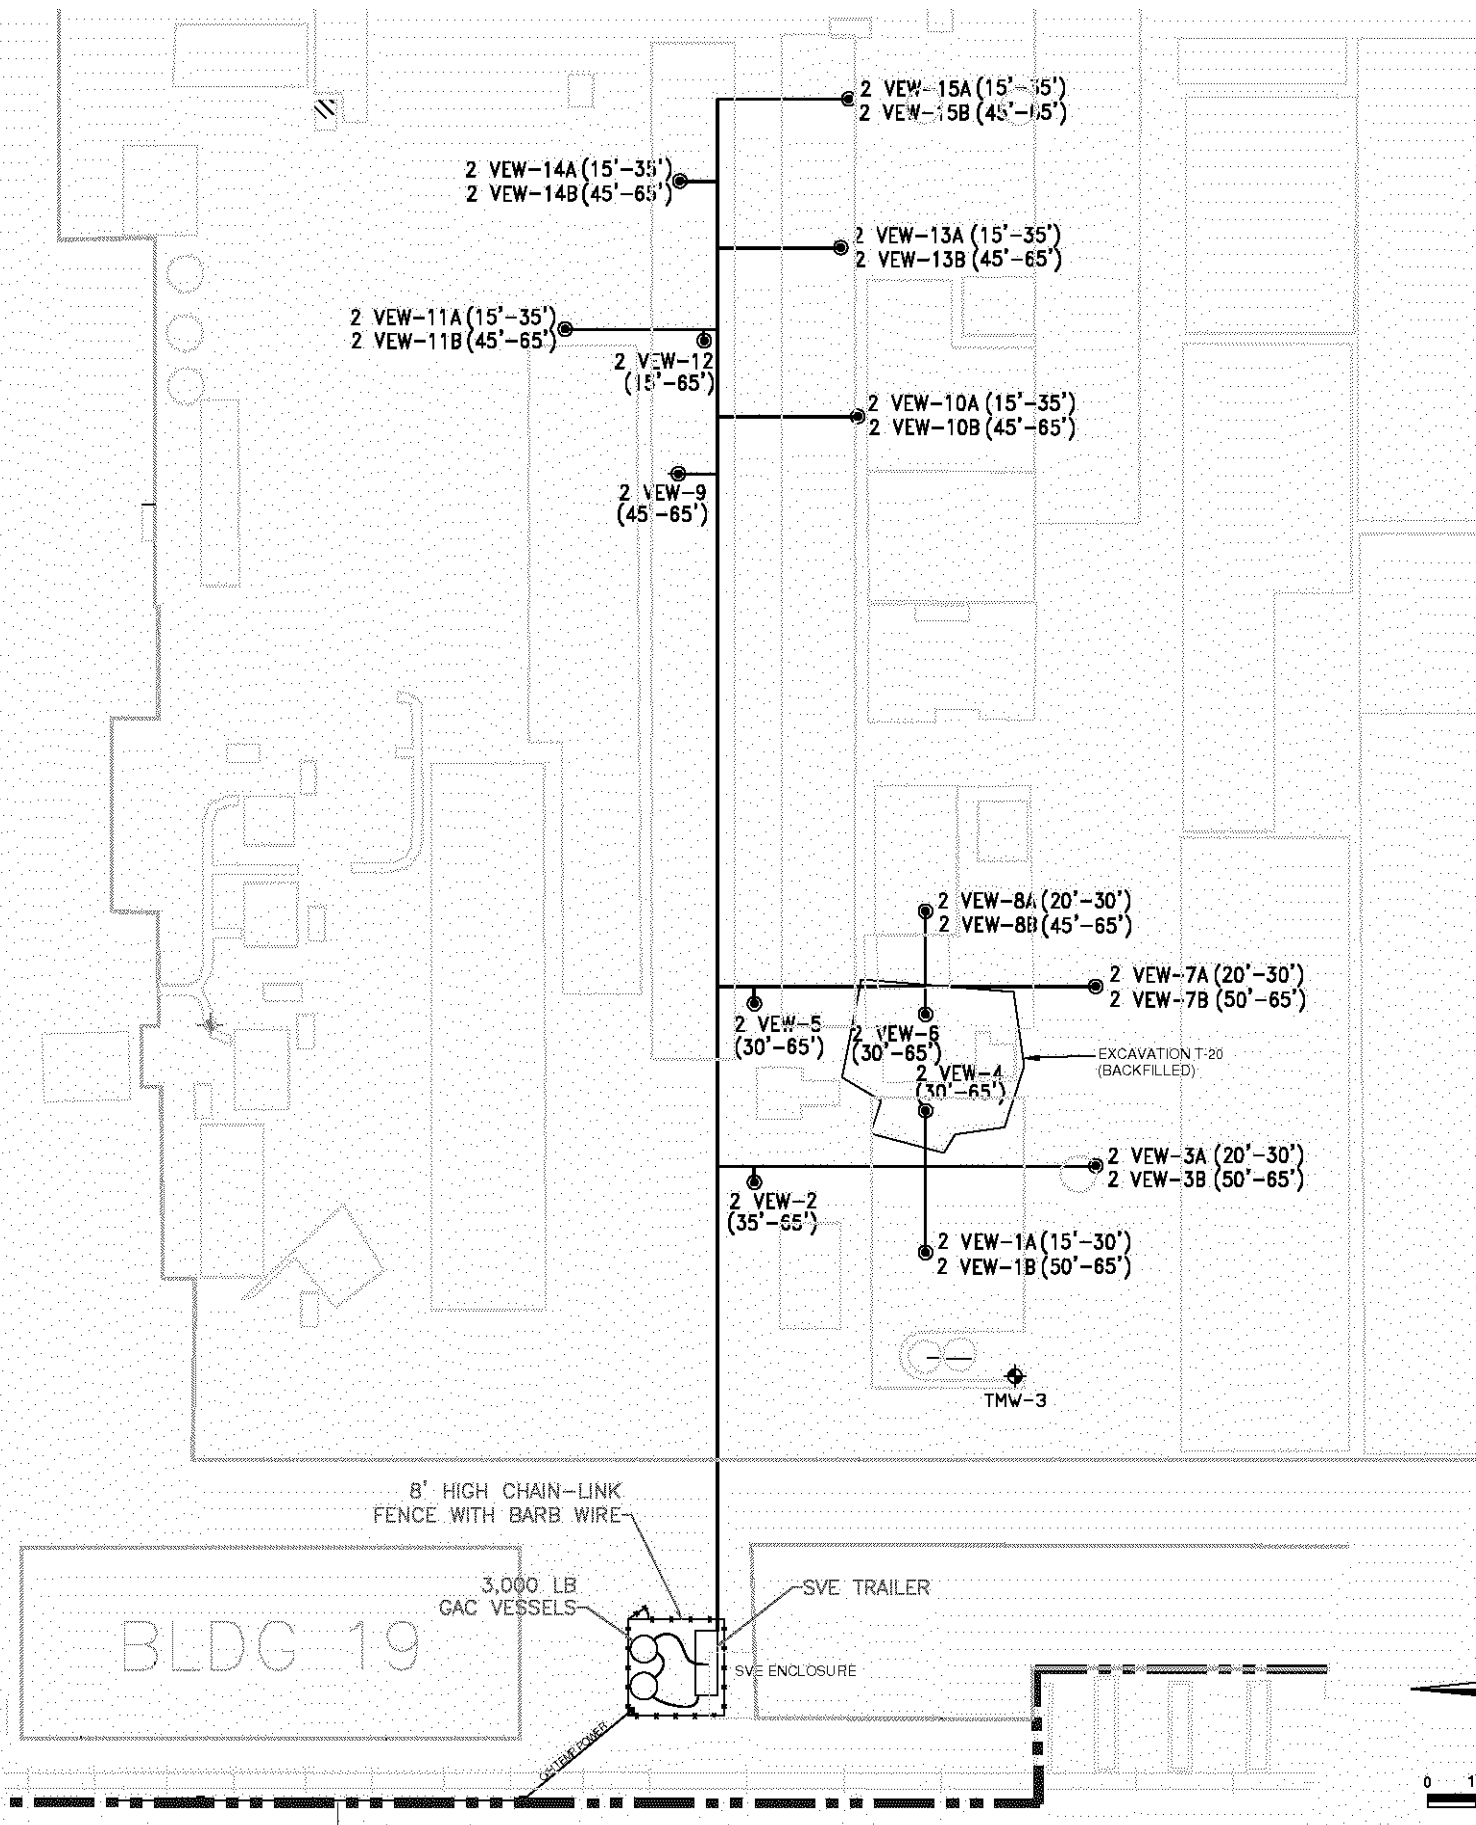 2 VEW-15A (15'-35')
2 VEW-15B (45'-65')
2 VEW-14A (15'-35')
2 VEW-14B (45'-65')
2 VEW-13A (15'-35')
2 VEW-13B (45'-65')
2 VEW-11A (15'-35')
2 VEW-11B (45'-65')
2 VEW-12
(15'-65')
2 VEW-10A (15'-35')
2 VEW-10B (45'-65')
2 VEW-9
(45'-65')
2 VEW-8A (20'-30')
2 VEW-8B (45'-65')
2 VEW-7A (20'-30')
2 VEW-7B (50'-65')
2 VEW-5
(30'-65')
2 VEW-6
(30'-65')
EXCAVATION T-20
(BACKFILLED)
2 VEW-4
(30'-65')
2 VEW-3A (20'-30')
2 VEW-3B (50'-65')
2 VEW-2
(35'-65')
2 VEW-1A (15'-30')
2 VEW-1B (50'-65')
TMW-3
8' HIGH CHAIN-LINK
FENCE WITH BARB WIRE
3,000 LB
GAC VESSELS
SVE TRAILER
BLDG 19
SVE ENCLOSURE
OH TEMP POWER
0 1